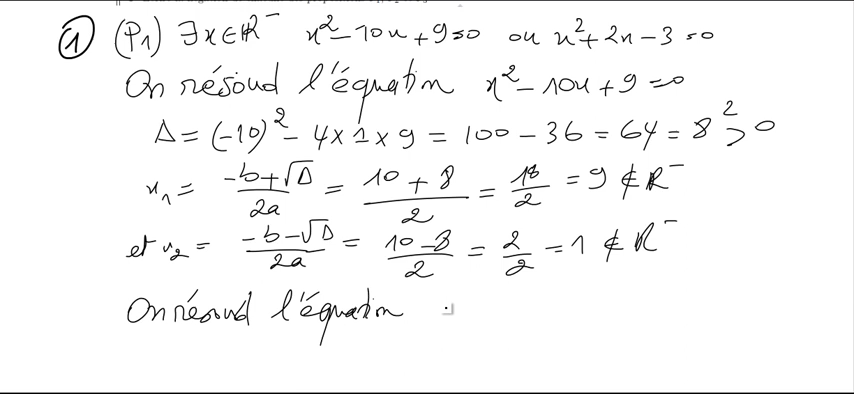 ① (P₁) ∃x∈ℝ⁻ x²-10x+9=0 ou x²+2x-3=0
On résoud l'équation x²-10x+9=0
Δ=(-10)²-4×1×9=100-36=64=8²>0
x₁= (-b+√Δ)/2a = (10+8)/2 = 18/2 = 9 ∉ ℝ⁻
et x₂= (-b-√Δ)/2a = (10-8)/2 = 2/2 = 1 ∉ ℝ⁻
On résoud l'équation